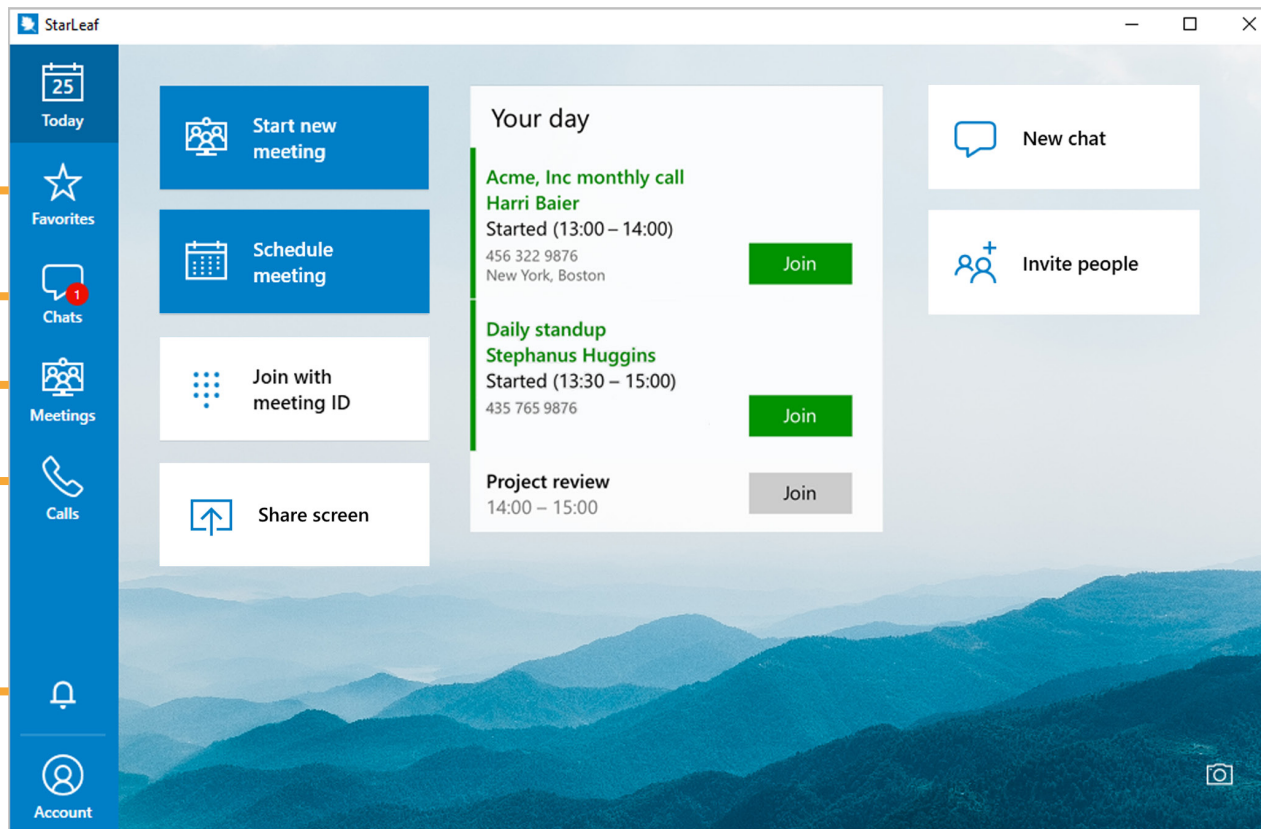 StarLeaf
25
Today
Favorites
1
Chats
Meetings
Calls
Account
Start new
meeting
Schedule
meeting
Join with
meeting ID
Share screen
Your day
Acme, Inc monthly call
Harri Baier
Started (13:00 – 14:00)
456 322 9876
New York, Boston
Join
Daily standup
Stephanus Huggins
Started (13:30 – 15:00)
435 765 9876
Join
Project review
14:00 – 15:00
Join
New chat
Invite people